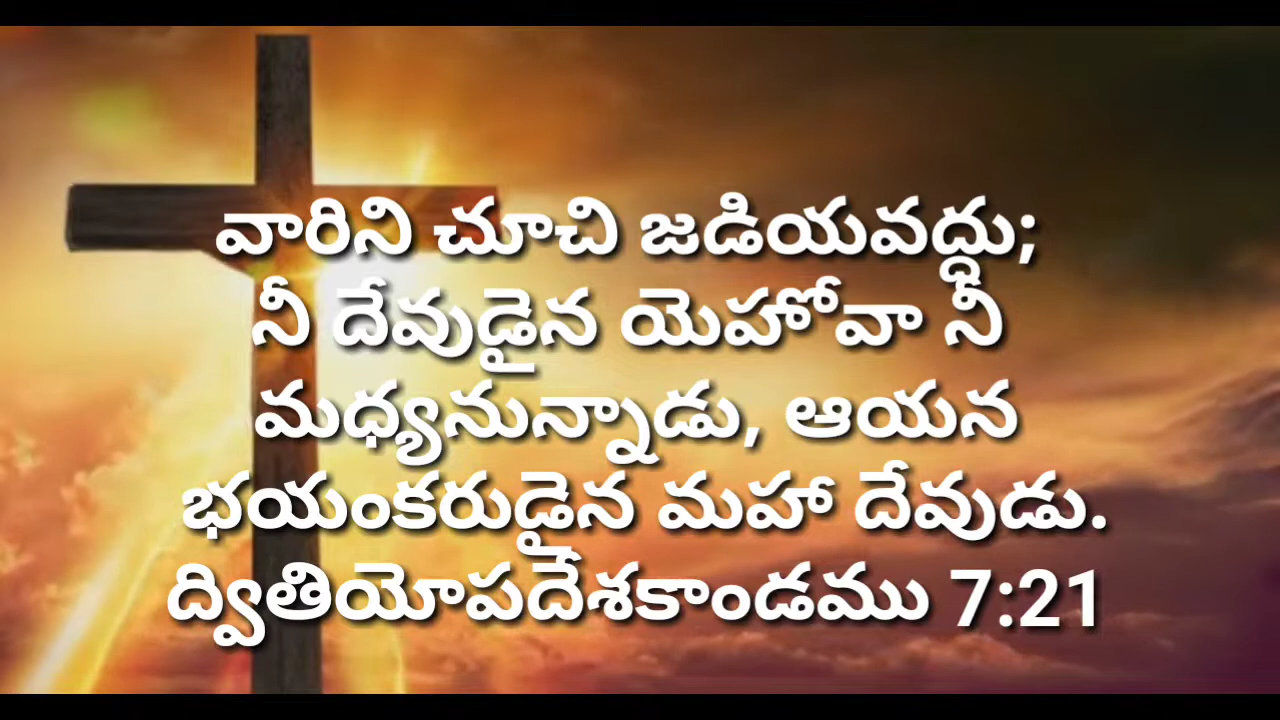 వారిని చూచి జడియవద్దు;
నీ దేవుడైన యెహోవా నీ
మధ్యనున్నాడు, ఆయన
భయంకరుడైన మహా దేవుడు.
ద్వితియోపదేశకాండము 7:21